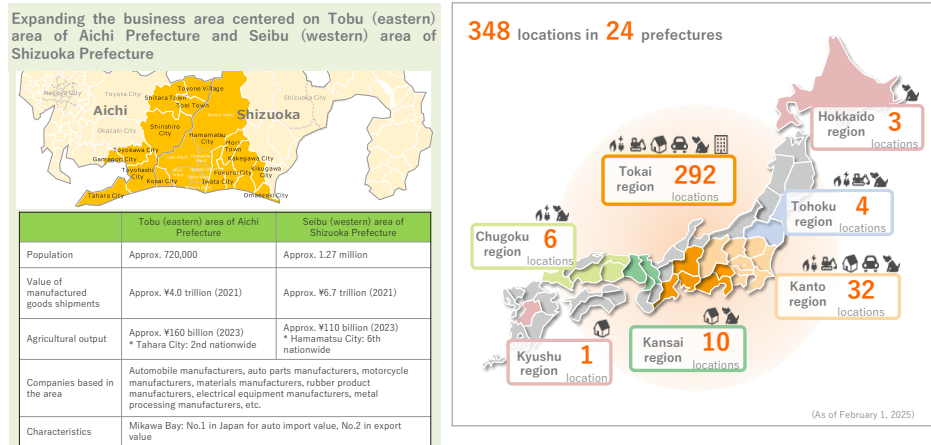 Expanding the business area centered on Tobu (eastern)
area of Aichi Prefecture and Seibu (western) area of
Shizuoka Prefecture
Toyone Village
Toyota City
Shitara Town
Shizuoka City
Toei Town
Aichi
Shizuoka
Okazaki City
Shinshiro
City
Hamamatsu
City
Mori
Town
Toyokawa City
Gamagori City
Kakegawa City
Toyohashi
City
Kikugawa
City
Fukuroi City
Kosai City
Iwata City
Tahara City
Omaezaki City
Tobu (eastern) area of Aichi
Prefecture
Seibu (western) area of
Shizuoka Prefecture
Population
Approx. 720,000
Approx. 1.27 million
Value of
manufactured
goods shipments
Approx. ¥4.0 trillion (2021)
Approx. ¥6.7 trillion (2021)
Agricultural output
Approx. ¥160 billion (2023)
* Tahara City: 2nd nationwide
Approx. ¥110 billion (2023)
* Hamamatsu City: 6th
nationwide
Companies based in
the area
Automobile manufacturers, auto parts manufacturers, motorcycle
manufacturers, materials manufacturers, rubber product
manufacturers, electrical equipment manufacturers, metal
processing manufacturers, etc.
Characteristics
Mikawa Bay: No.1 in Japan for auto import value, No.2 in export
value
348 locations in 24 prefectures
Hokkaido
region
3
locations
Tokai
region
292
locations
Tohoku
region
4
locations
Chugoku
region
6
locations
Kanto
region
32
locations
Kansai
region
10
locations
Kyushu
region
1
location
(As of February 1, 2025)